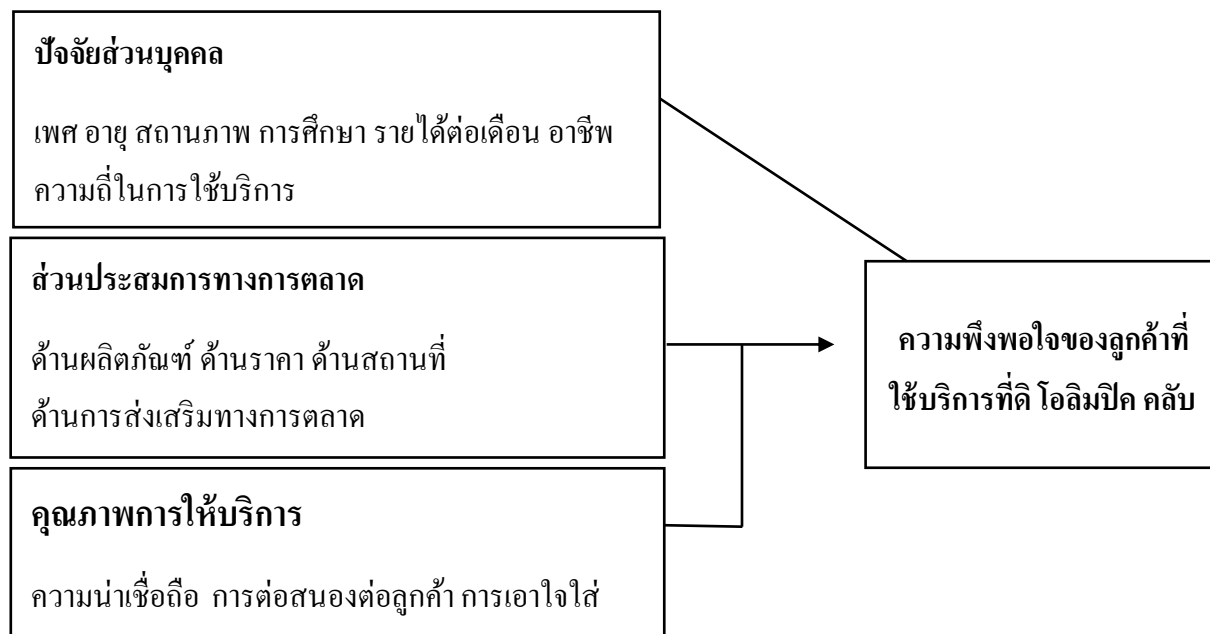 ปัจจัยส่วนบุคคล
เพศ อายุ สถานภาพ การศึกษา รายได้ต่อเดือน อาชีพ
ความถี่ในการใช้บริการ
ส่วนประสมการทางการตลาด
ด้านผลิตภัณฑ์ ด้านราคา ด้านสถานที่
ด้านการส่งเสริมทางการตลาด
คุณภาพการให้บริการ
ความน่าเชื่อถือ การต่อสนองต่อลูกค้า การเอาใจใส่
ความพึงพอใจของลูกค้าที่
ใช้บริการที่ดิ โอลิมปิค คลับ